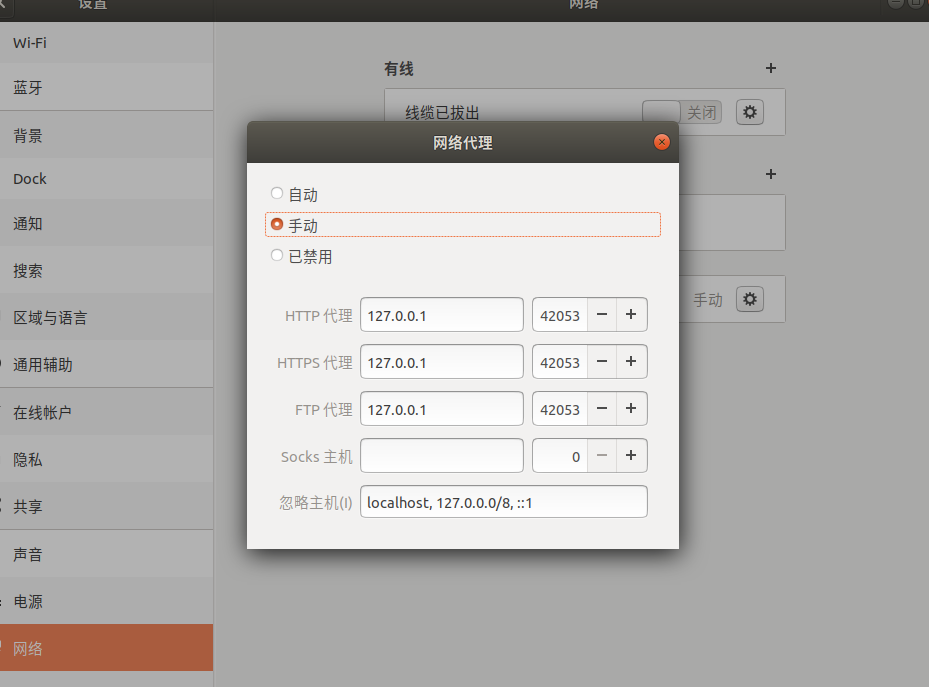 设置
网络
Wi-Fi
蓝牙
背景
Dock
通知
搜索
区域与语言
通用辅助
在线帐户
隐私
共享
声音
电源
网络
有线
+
线缆已拔出
关闭
+
手动
网络代理
自动
手动
已禁用
HTTP 代理 127.0.0.1 42053 − +
HTTPS 代理 127.0.0.1 42053 − +
FTP 代理 127.0.0.1 42053 − +
Socks 主机 0 − +
忽略主机(I) localhost, 127.0.0.0/8, ::1